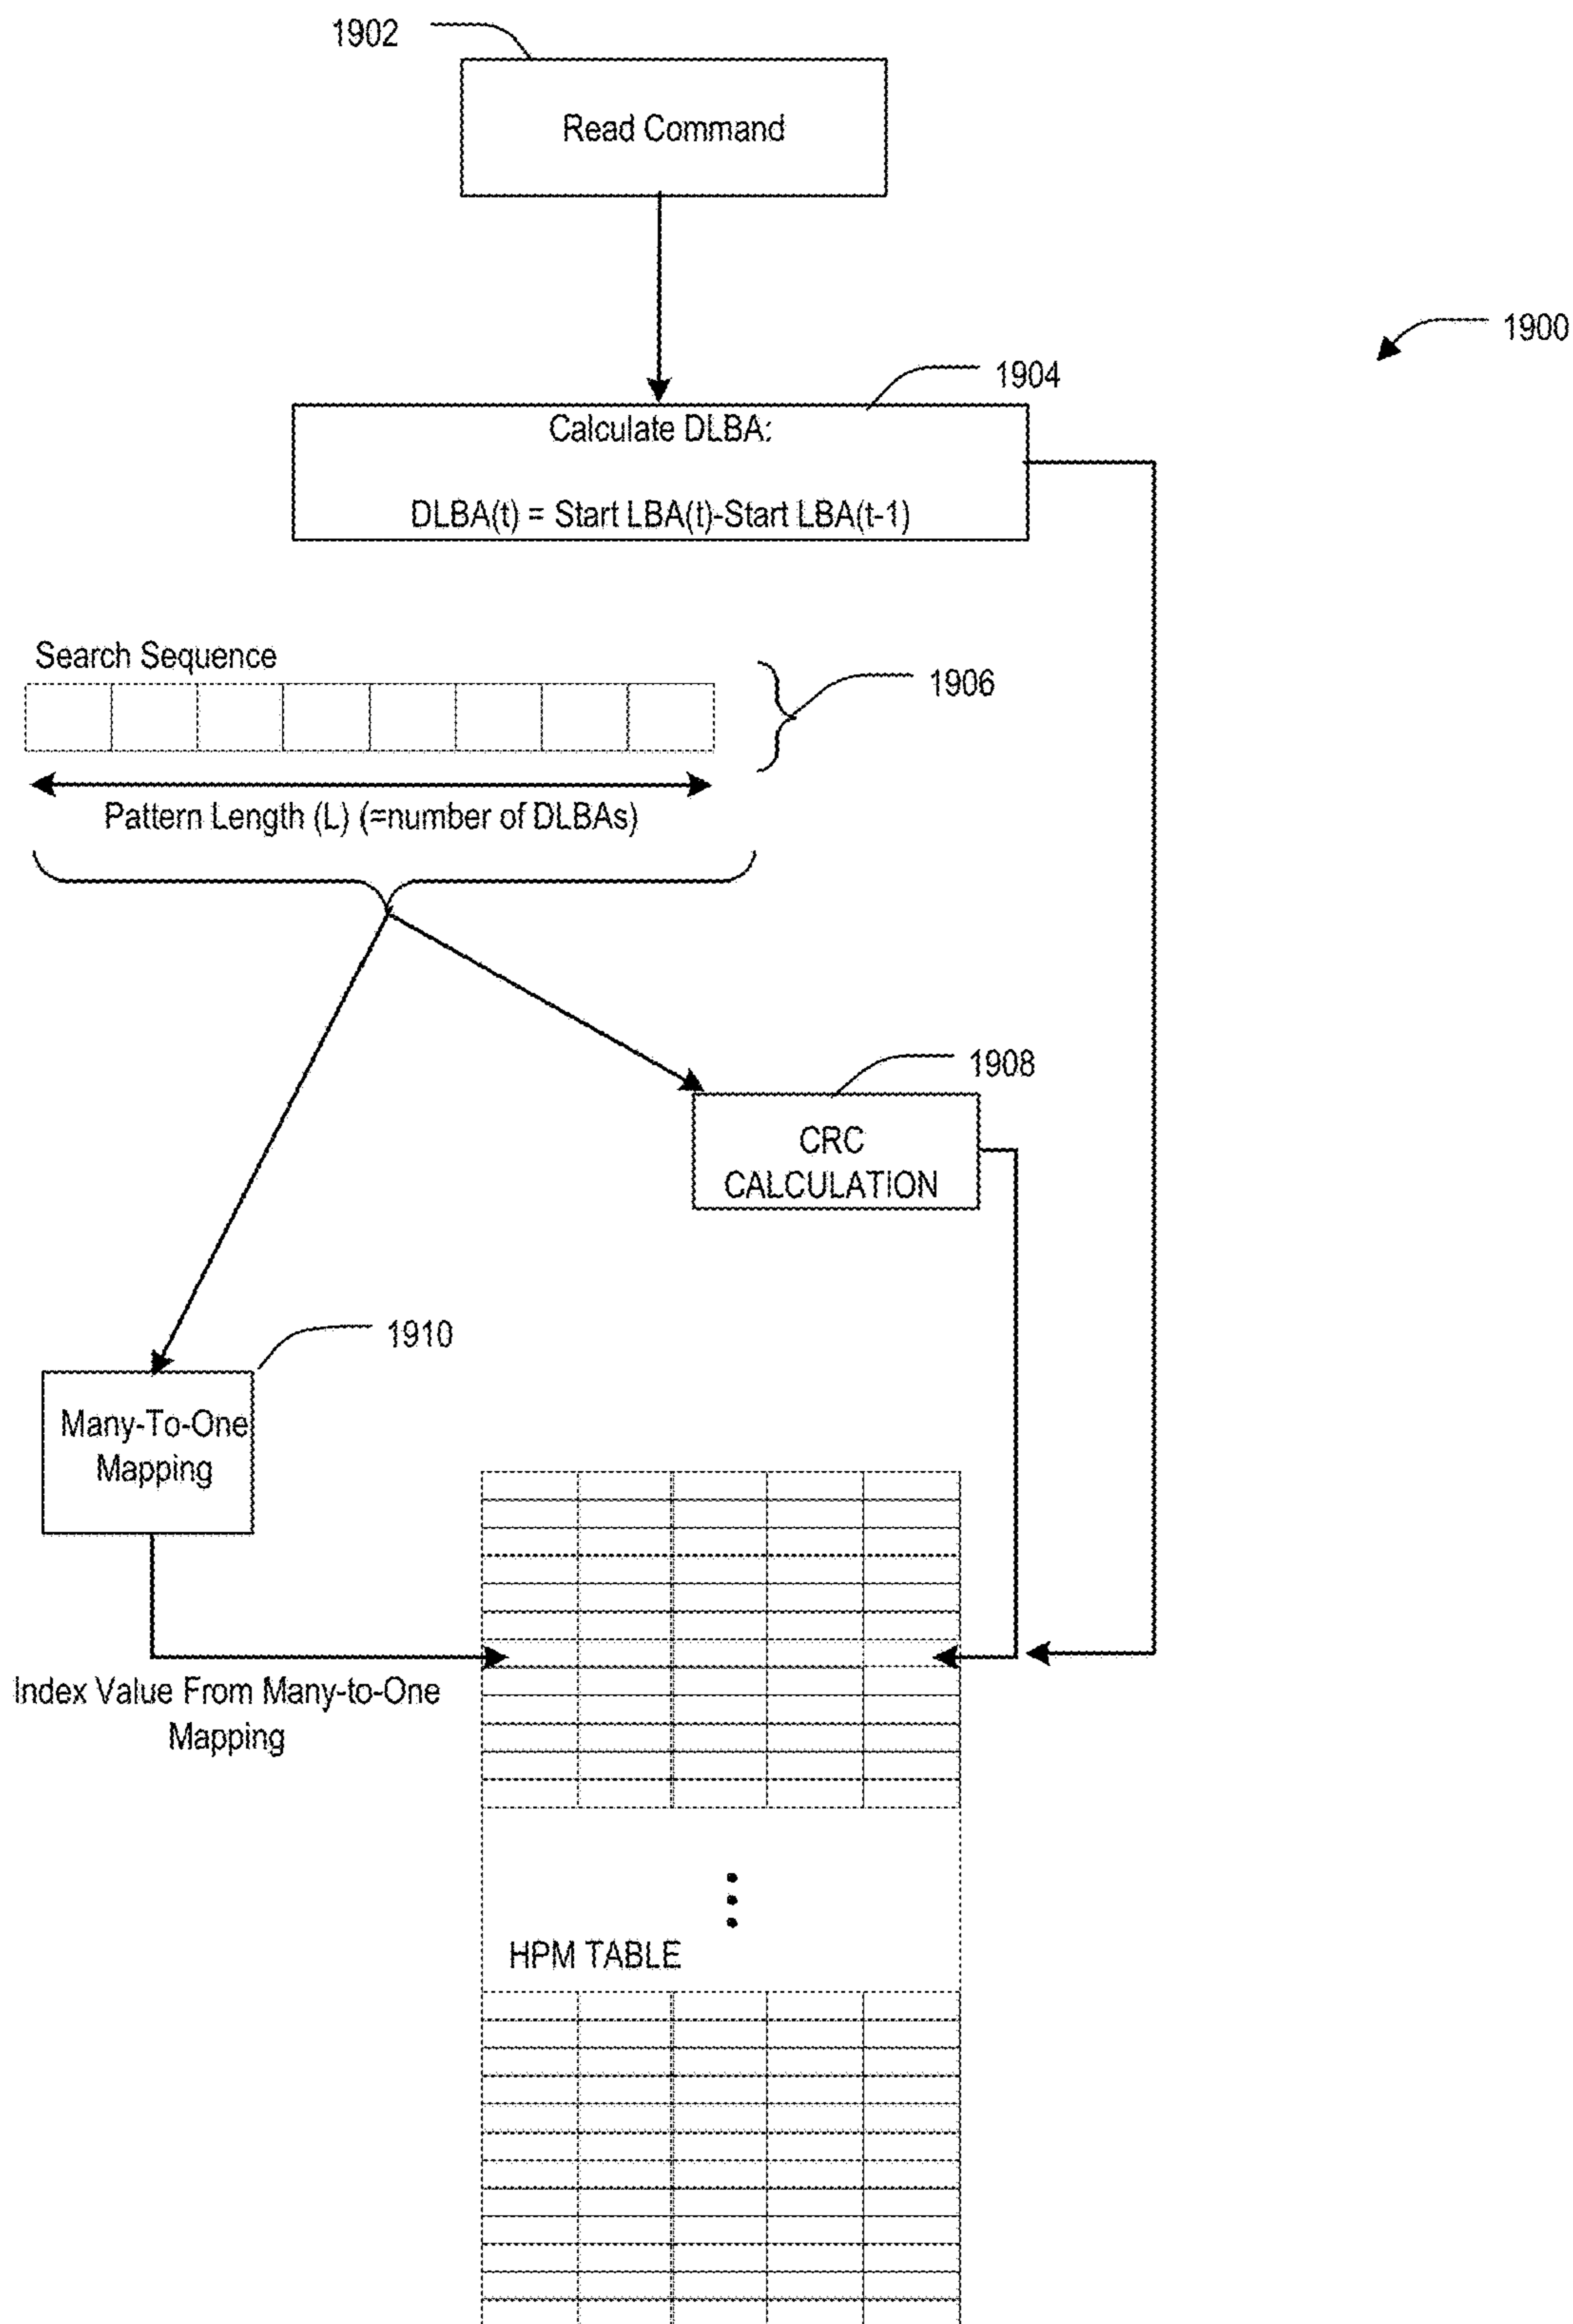 1902
Read Command
1900
1904
Calculate DLBA:
DLBA(t) = Start LBA(t)-Start LBA(t-1)
Search Sequence
1906
Pattern Length (L) (=number of DLBAs)
1908
CRC
CALCULATION
1910
Many-To-One
Mapping
Index Value From Many-to-One
Mapping
HPM TABLE